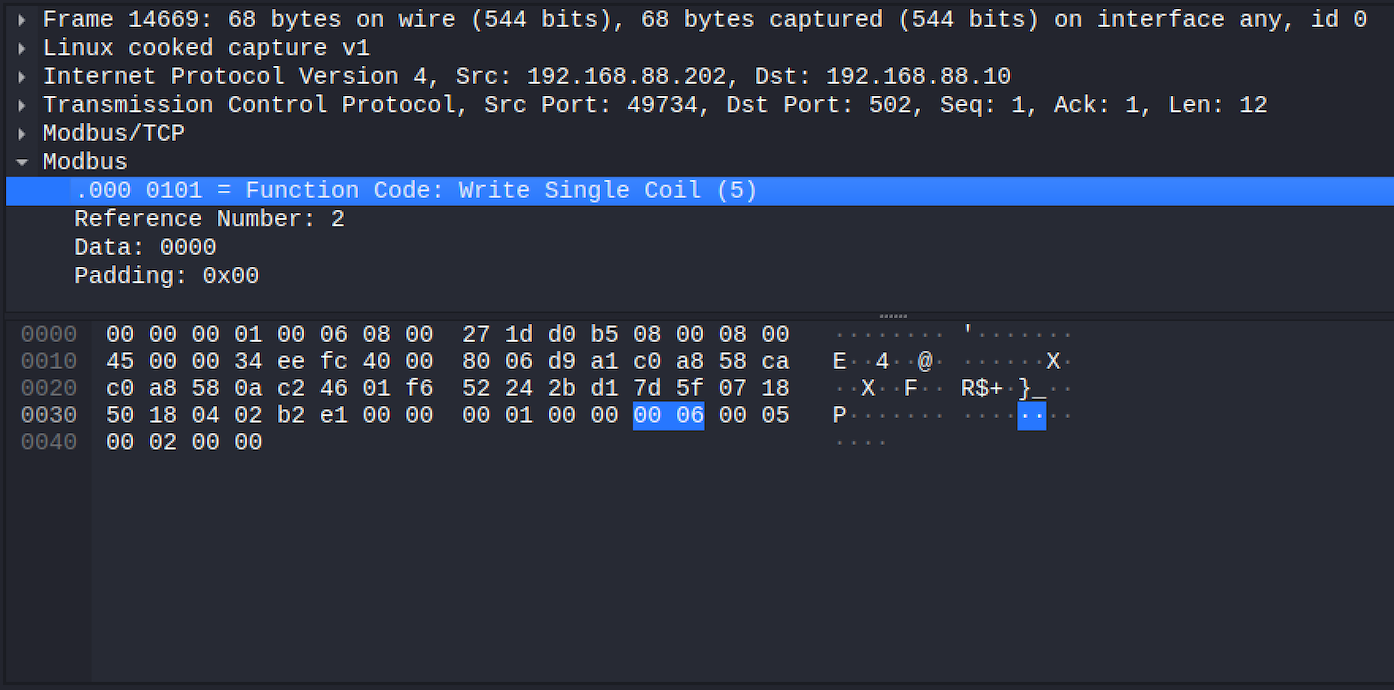 Frame 14669: 68 bytes on wire (544 bits), 68 bytes captured (544 bits) on interface any, id 0
Linux cooked capture v1
Internet Protocol Version 4, Src: 192.168.88.202, Dst: 192.168.88.10
Transmission Control Protocol, Src Port: 49734, Dst Port: 502, Seq: 1, Ack: 1, Len: 12
Modbus/TCP
Modbus
.000 0101 = Function Code: Write Single Coil (5)
Reference Number: 2
Data: 0000
Padding: 0x00
0000 00 00 00 01 00 06 08 00 27 1d d0 b5 08 00 08 00 ········ '·······
0010 45 00 00 34 ee fc 40 00 80 06 d9 a1 c0 a8 58 ca E··4··@· ······X·
0020 c0 a8 58 0a c2 46 01 f6 52 24 2b d1 7d 5f 07 18 ··X··F·· R$+·}_··
0030 50 18 04 02 b2 e1 00 00 00 01 00 00 00 06 00 05 P······· ········
0040 00 02 00 00 ····